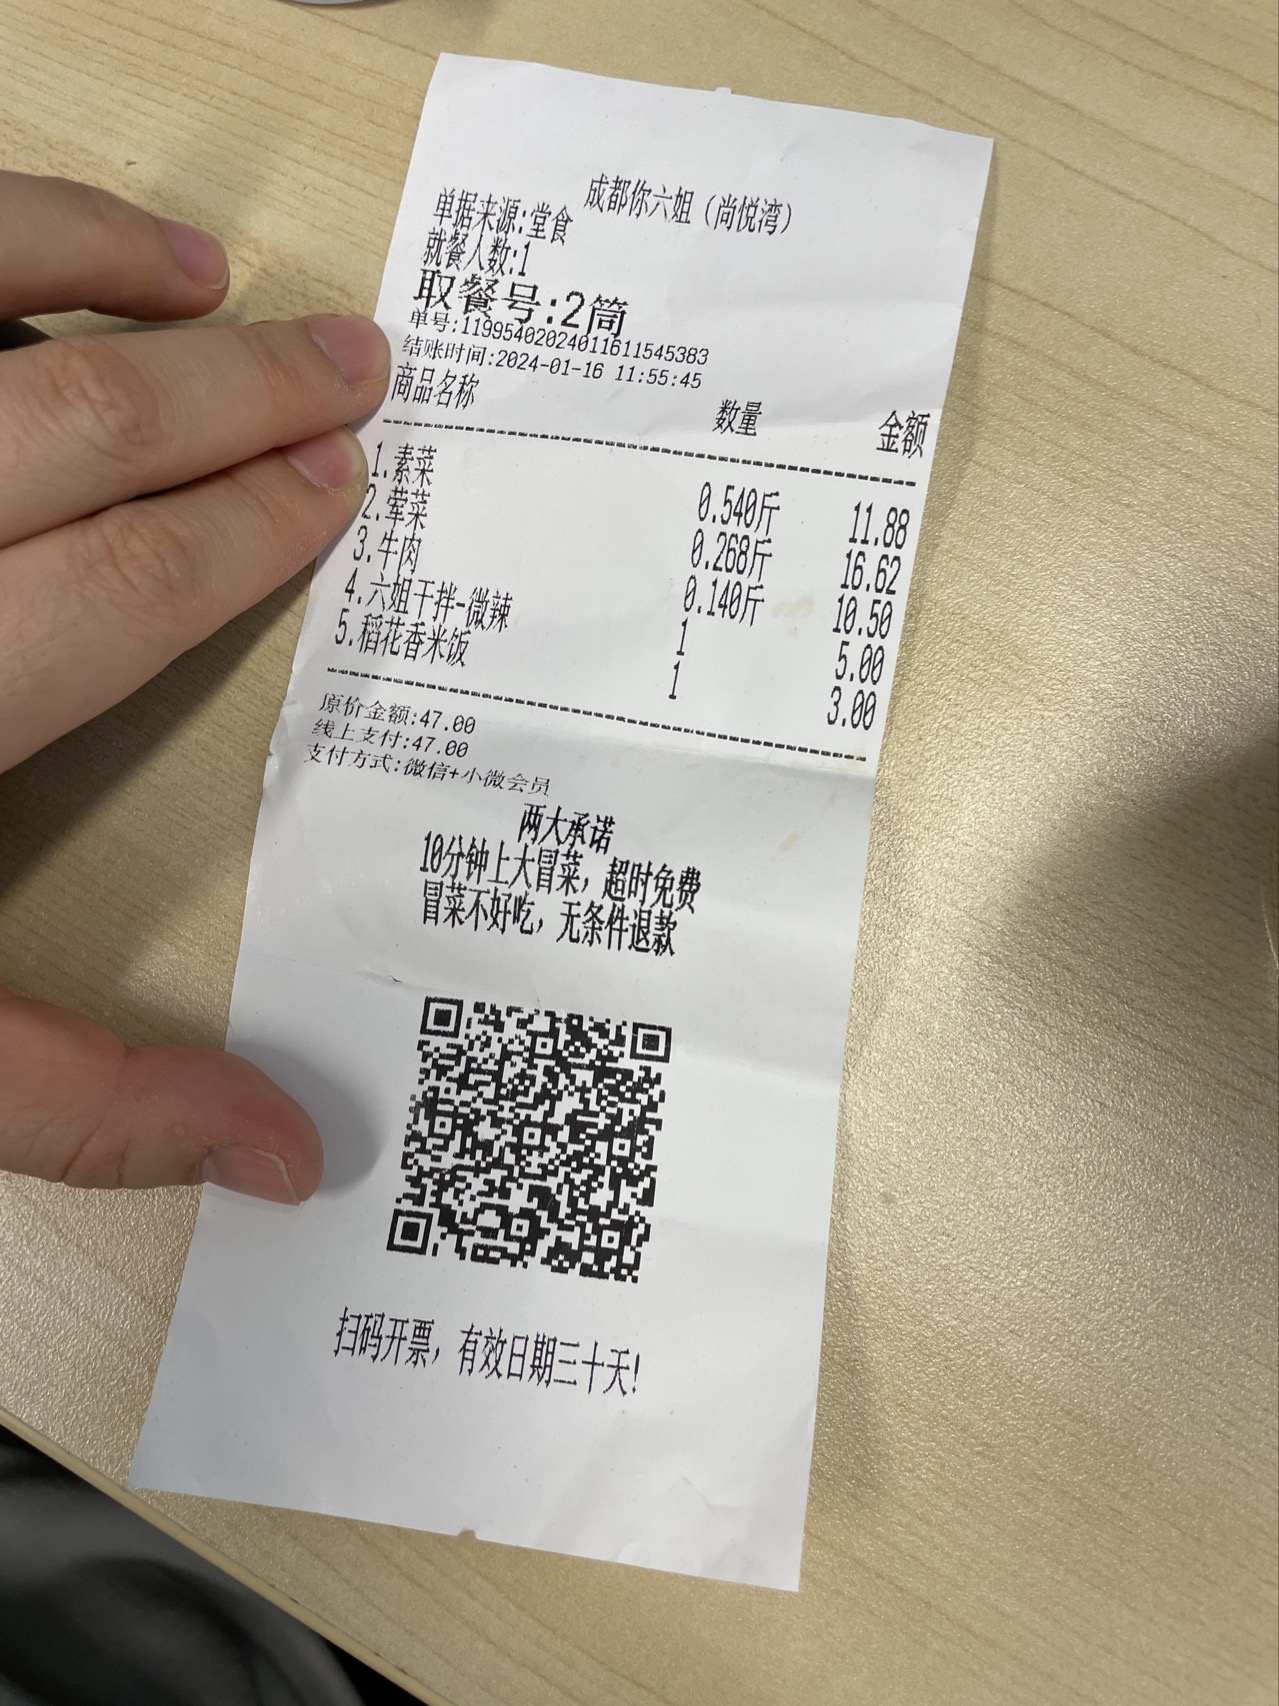 成都你六姐（尚悦湾）
单据来源:堂食
就餐人数:1
取餐号:2筒
单号:11995402024011611545383
结账时间:2024-01-16 11:55:45
商品名称 数量 金额
1.素菜 0.540斤 11.88
2.荤菜 0.268斤 16.62
3.牛肉 0.140斤 10.50
4.六姐干拌-微辣 1 5.00
5.稻花香米饭 1 3.00
原价金额:47.00
线上支付:47.00
支付方式:微信+小微会员
两大承诺
10分钟上大冒菜，超时免费
冒菜不好吃，无条件退款
扫码开票，有效日期三十天!